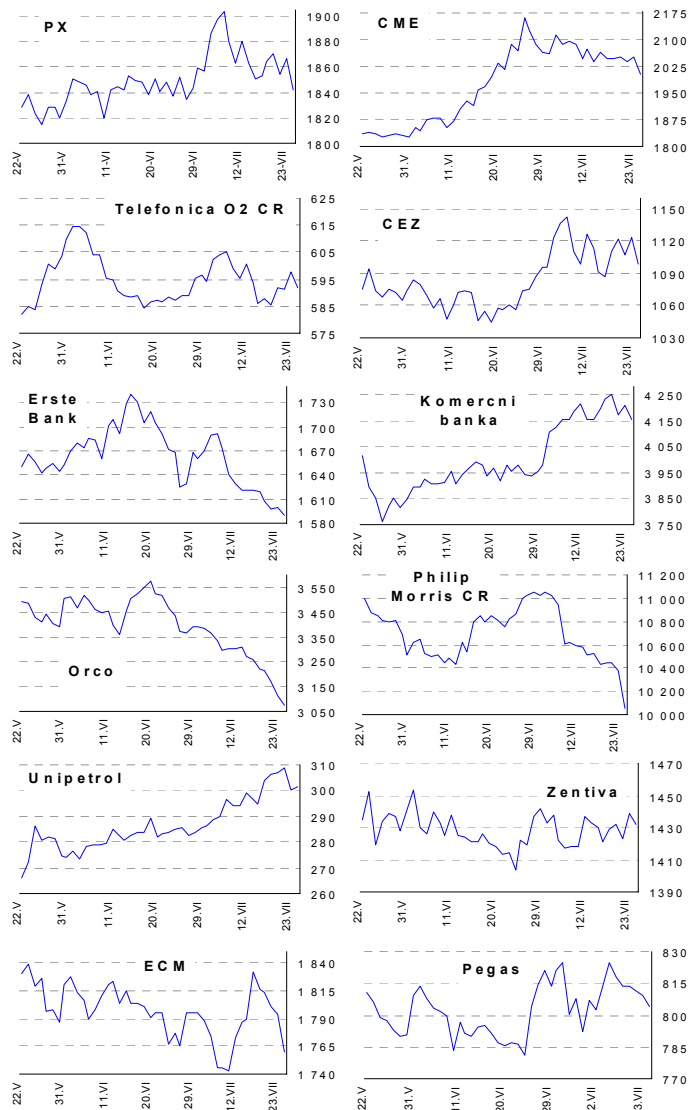 PX
1900
1880
1860
1840
1820
1800
22.V
31.V
11.VI
20.VI
29.VI
12.VII
23.VII
CME
2175
2100
2025
1950
1875
1800
22.V
31.V
11.VI
20.VI
29.VI
12.VII
23.VII
Telefonica O2 CR
625
615
605
595
585
575
22.V
31.V
11.VI
20.VI
29.VI
12.VII
23.VII
CEZ
1150
1120
1090
1060
1030
22.V
31.V
11.VI
20.VI
29.VI
12.VII
23.VII
Erste
Bank
1 730
1 700
1 670
1 640
1 610
1 580
22.V
31.V
11.VI
20.VI
29.VI
12.VII
23.VII
Komercni
banka
4 250
4 150
4 050
3 950
3 850
3 750
22.V
31.V
11.VI
20.VI
29.VI
12.VII
23.VII
Orco
3 550
3 450
3 350
3 250
3 150
3 050
22.V
31.V
11.VI
20.VI
29.VI
12.VII
23.VII
Philip
Morris CR
11 200
11 000
10 800
10 600
10 400
10 200
10 000
22.V
31.V
11.VI
20.VI
29.VI
12.VII
23.VII
Unipetrol
310
300
290
280
270
260
22.V
31.V
11.VI
20.VI
29.VI
12.VII
23.VII
Zentiva
1470
1450
1430
1410
1390
22.V
31.V
11.VI
20.VI
29.VI
12.VII
23.VII
ECM
1 840
1 815
1 790
1 765
1 740
22.V
31.V
11.VI
20.VI
29.VI
12.VII
23.VII
Pegas
830
815
800
785
770
22.V
31.V
11.VI
20.VI
29.VI
2.VII
3.VII